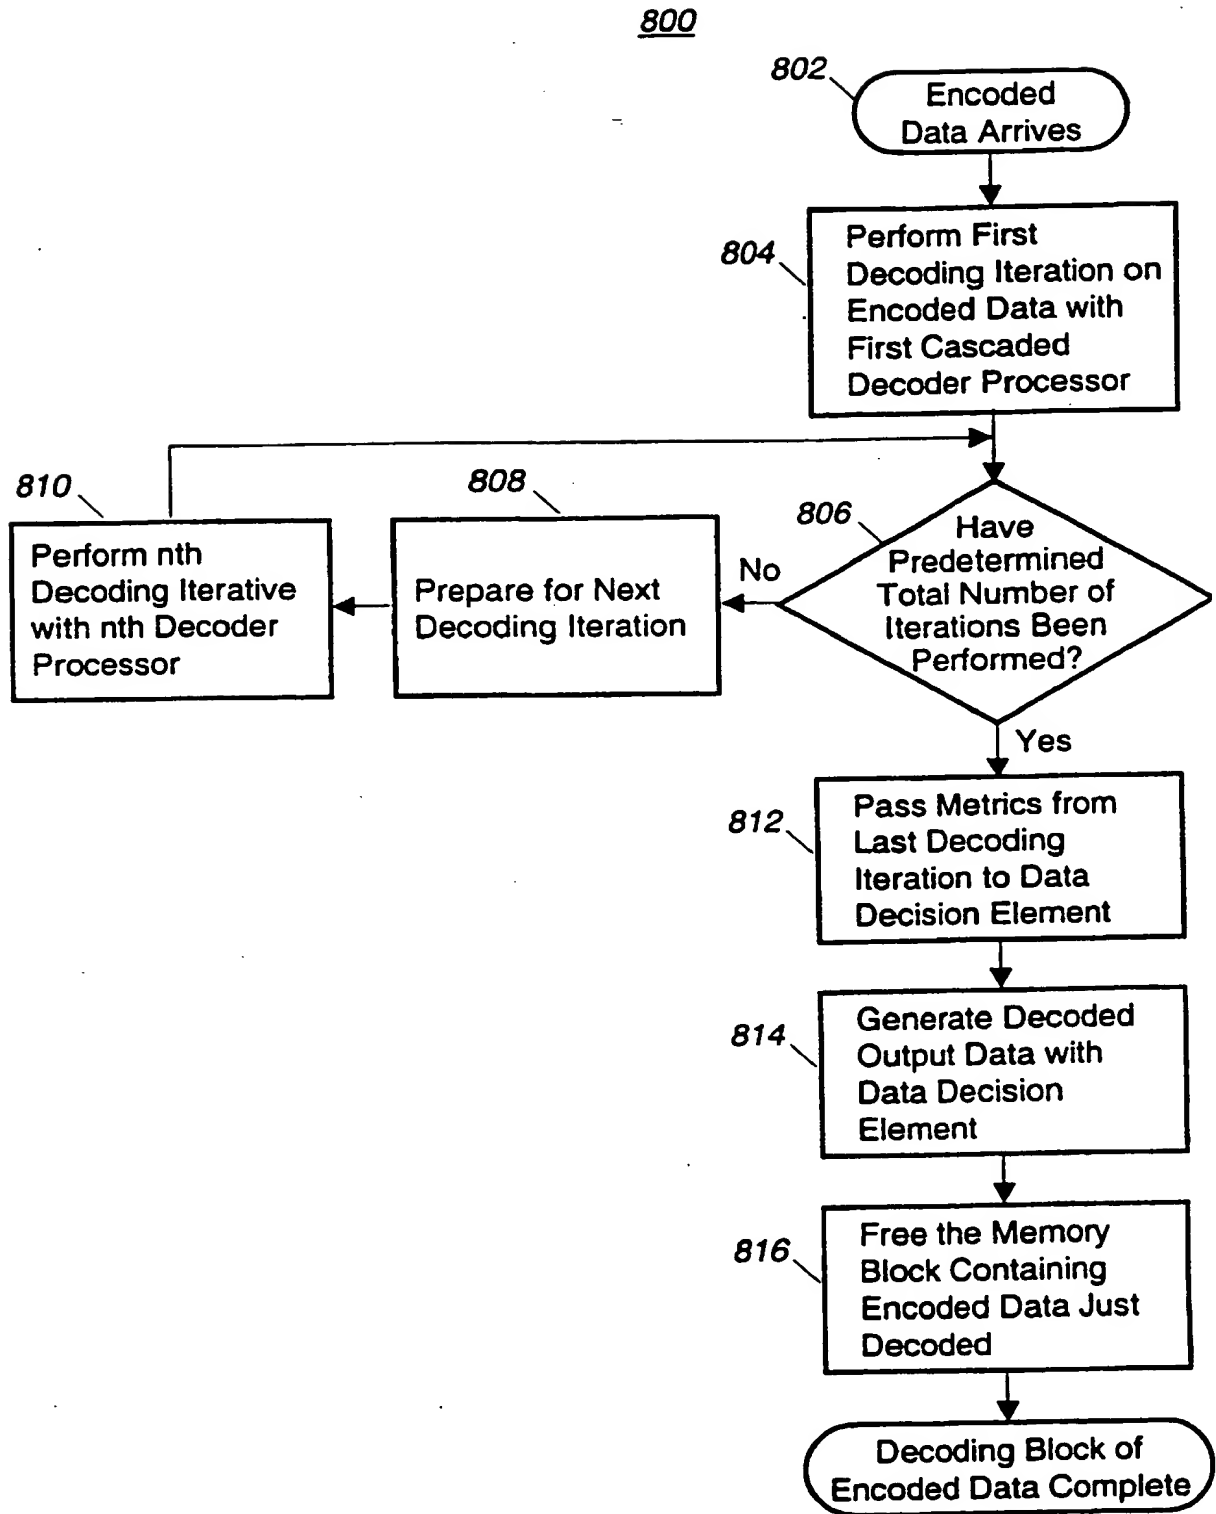 800
802
Encoded
Data Arrives
804
Perform First
Decoding Iteration on
Encoded Data with
First Cascaded
Decoder Processor
806
Have
Predetermined
Total Number of
Iterations Been
Performed?
No
808
Prepare for Next
Decoding Iteration
810
Perform nth
Decoding Iterative
with nth Decoder
Processor
Yes
812
Pass Metrics from
Last Decoding
Iteration to Data
Decision Element
814
Generate Decoded
Output Data with
Data Decision
Element
816
Free the Memory
Block Containing
Encoded Data Just
Decoded
Decoding Block of
Encoded Data Complete